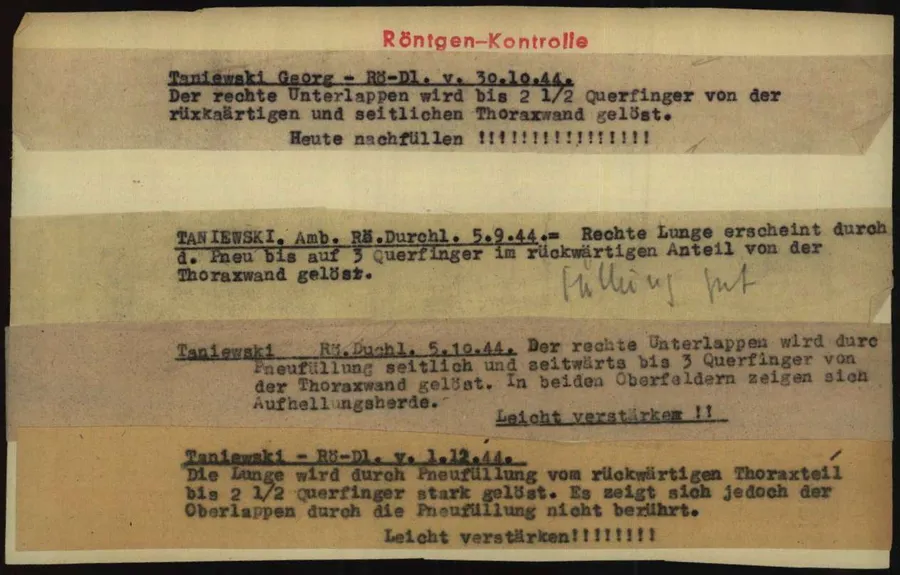 Röntgen-Kontrolle
Taniewski Georg - Rö-Dl. v. 30.10.44.
Der rechte Unterlappen wird bis 2 1/2 Querfinger von der
rüxkaärtigen und seitlichen Thoraxwand gelöst.
Heute nachfüllen !!!!!!!!!!!!!!!!!
TANIEWSKI. Amb. Rö.Durchl. 5.9.44.= Rechte Lunge erscheint durch
d. Pneu bis auf 3 Querfinger im rückwärtigen Anteil von der
Thoraxwand gelöst.
Füllung gut
Taniewski Rö.Duchl. 5.10.44. Der rechte Unterlappen wird durc
Pneufüllung seitlich und seitwärts bis 3 Querfinger von
der Thoraxwand gelöst. In beiden Oberfeldern zeigen sich
Aufhellungsherde.
Leicht verstärken !!
Taniewski - Rö-Dl. v. 1.12.44.
Die Lunge wird durch Pneufüllung vom rückwärtigen Thoraxteil
bis 2 1/2 Querfinger stark gelöst. Es zeigt sich jedoch der
Oberlappen durch die Pneufüllung nicht berührt.
Leicht verstärken!!!!!!!!